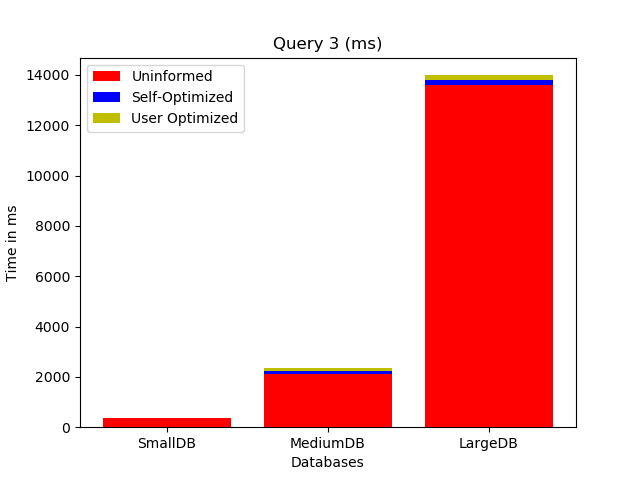 Query 3 (ms)
Uninformed
Self-Optimized
User Optimized
14000
12000
10000
8000
6000
4000
2000
0
Time in ms
SmallDB
MediumDB
LargeDB
Databases